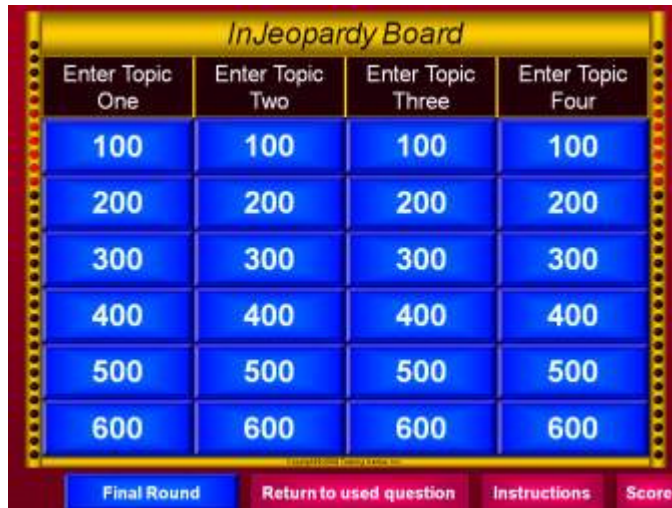 InJeopardy Board
Enter Topic One
Enter Topic Two
Enter Topic Three
Enter Topic Four
100 100 100 100
200 200 200 200
300 300 300 300
400 400 400 400
500 500 500 500
600 600 600 600
Final Round
Return to used question
Instructions
Score